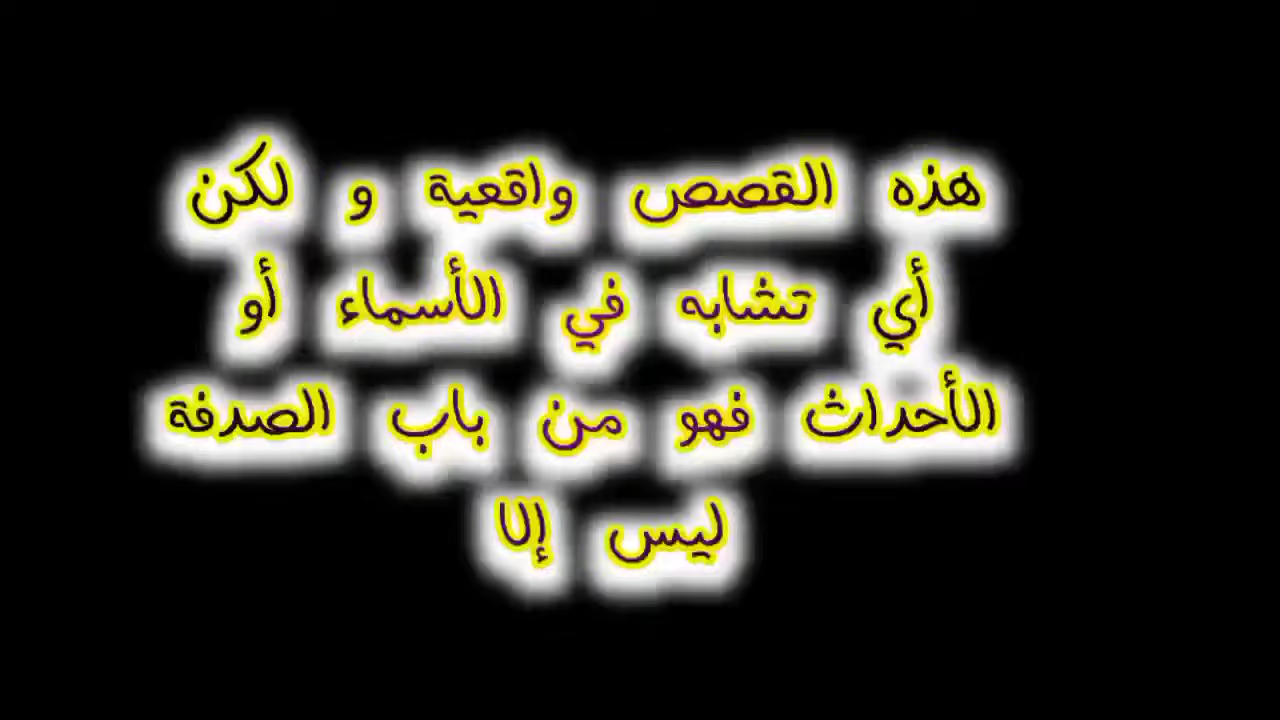 هذه القصص واقعية و لكن
أي تشابه في الأسماء أو
الأحداث فهو من باب الصدفة
ليس إلا